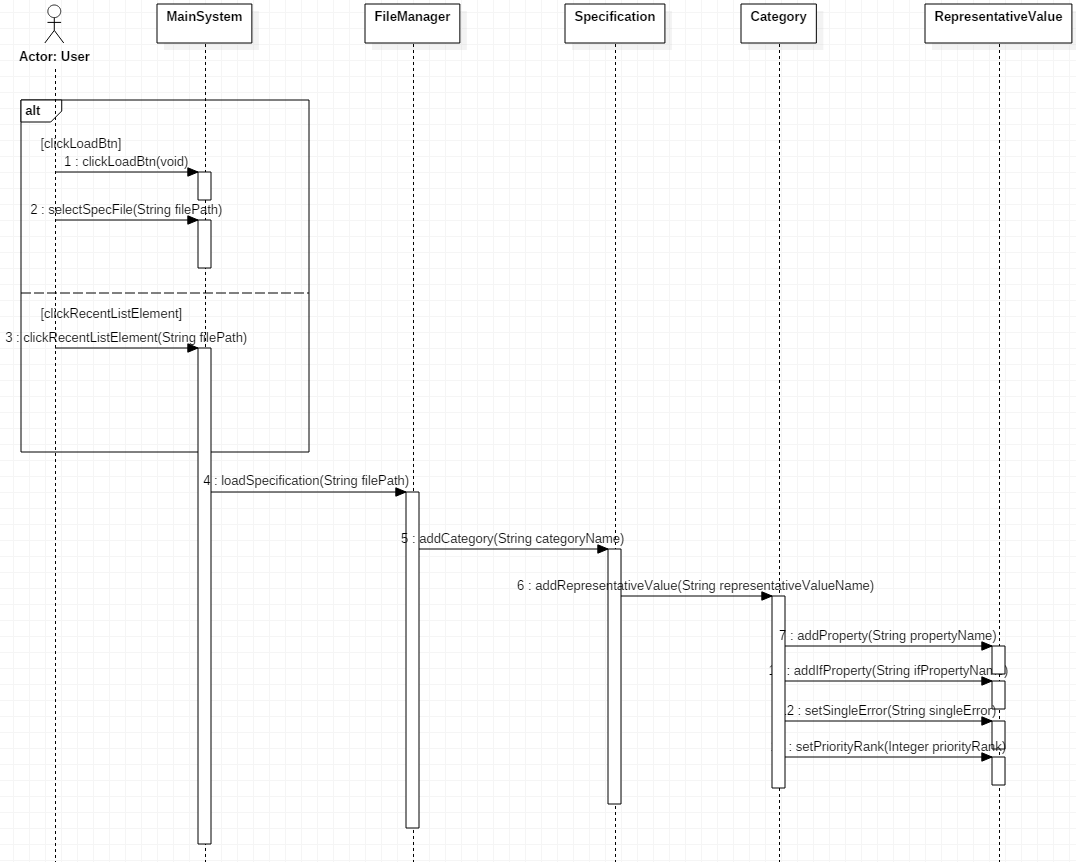 MainSystem
FileManager
Specification
Category
RepresentativeValue
Actor: User
alt
[clickLoadBtn]
1 : clickLoadBtn(void)
2 : selectSpecFile(String filePath)
[clickRecentListElement]
3 : clickRecentListElement(String filePath)
4 : loadSpecification(String filePath)
5 : addCategory(String categoryName)
6 : addRepresentativeValue(String representativeValueName)
7 : addProperty(String propertyName)
: addIfProperty(String ifPropertyName)
2 : setSingleError(String singleError)
: setPriorityRank(Integer priorityRank)